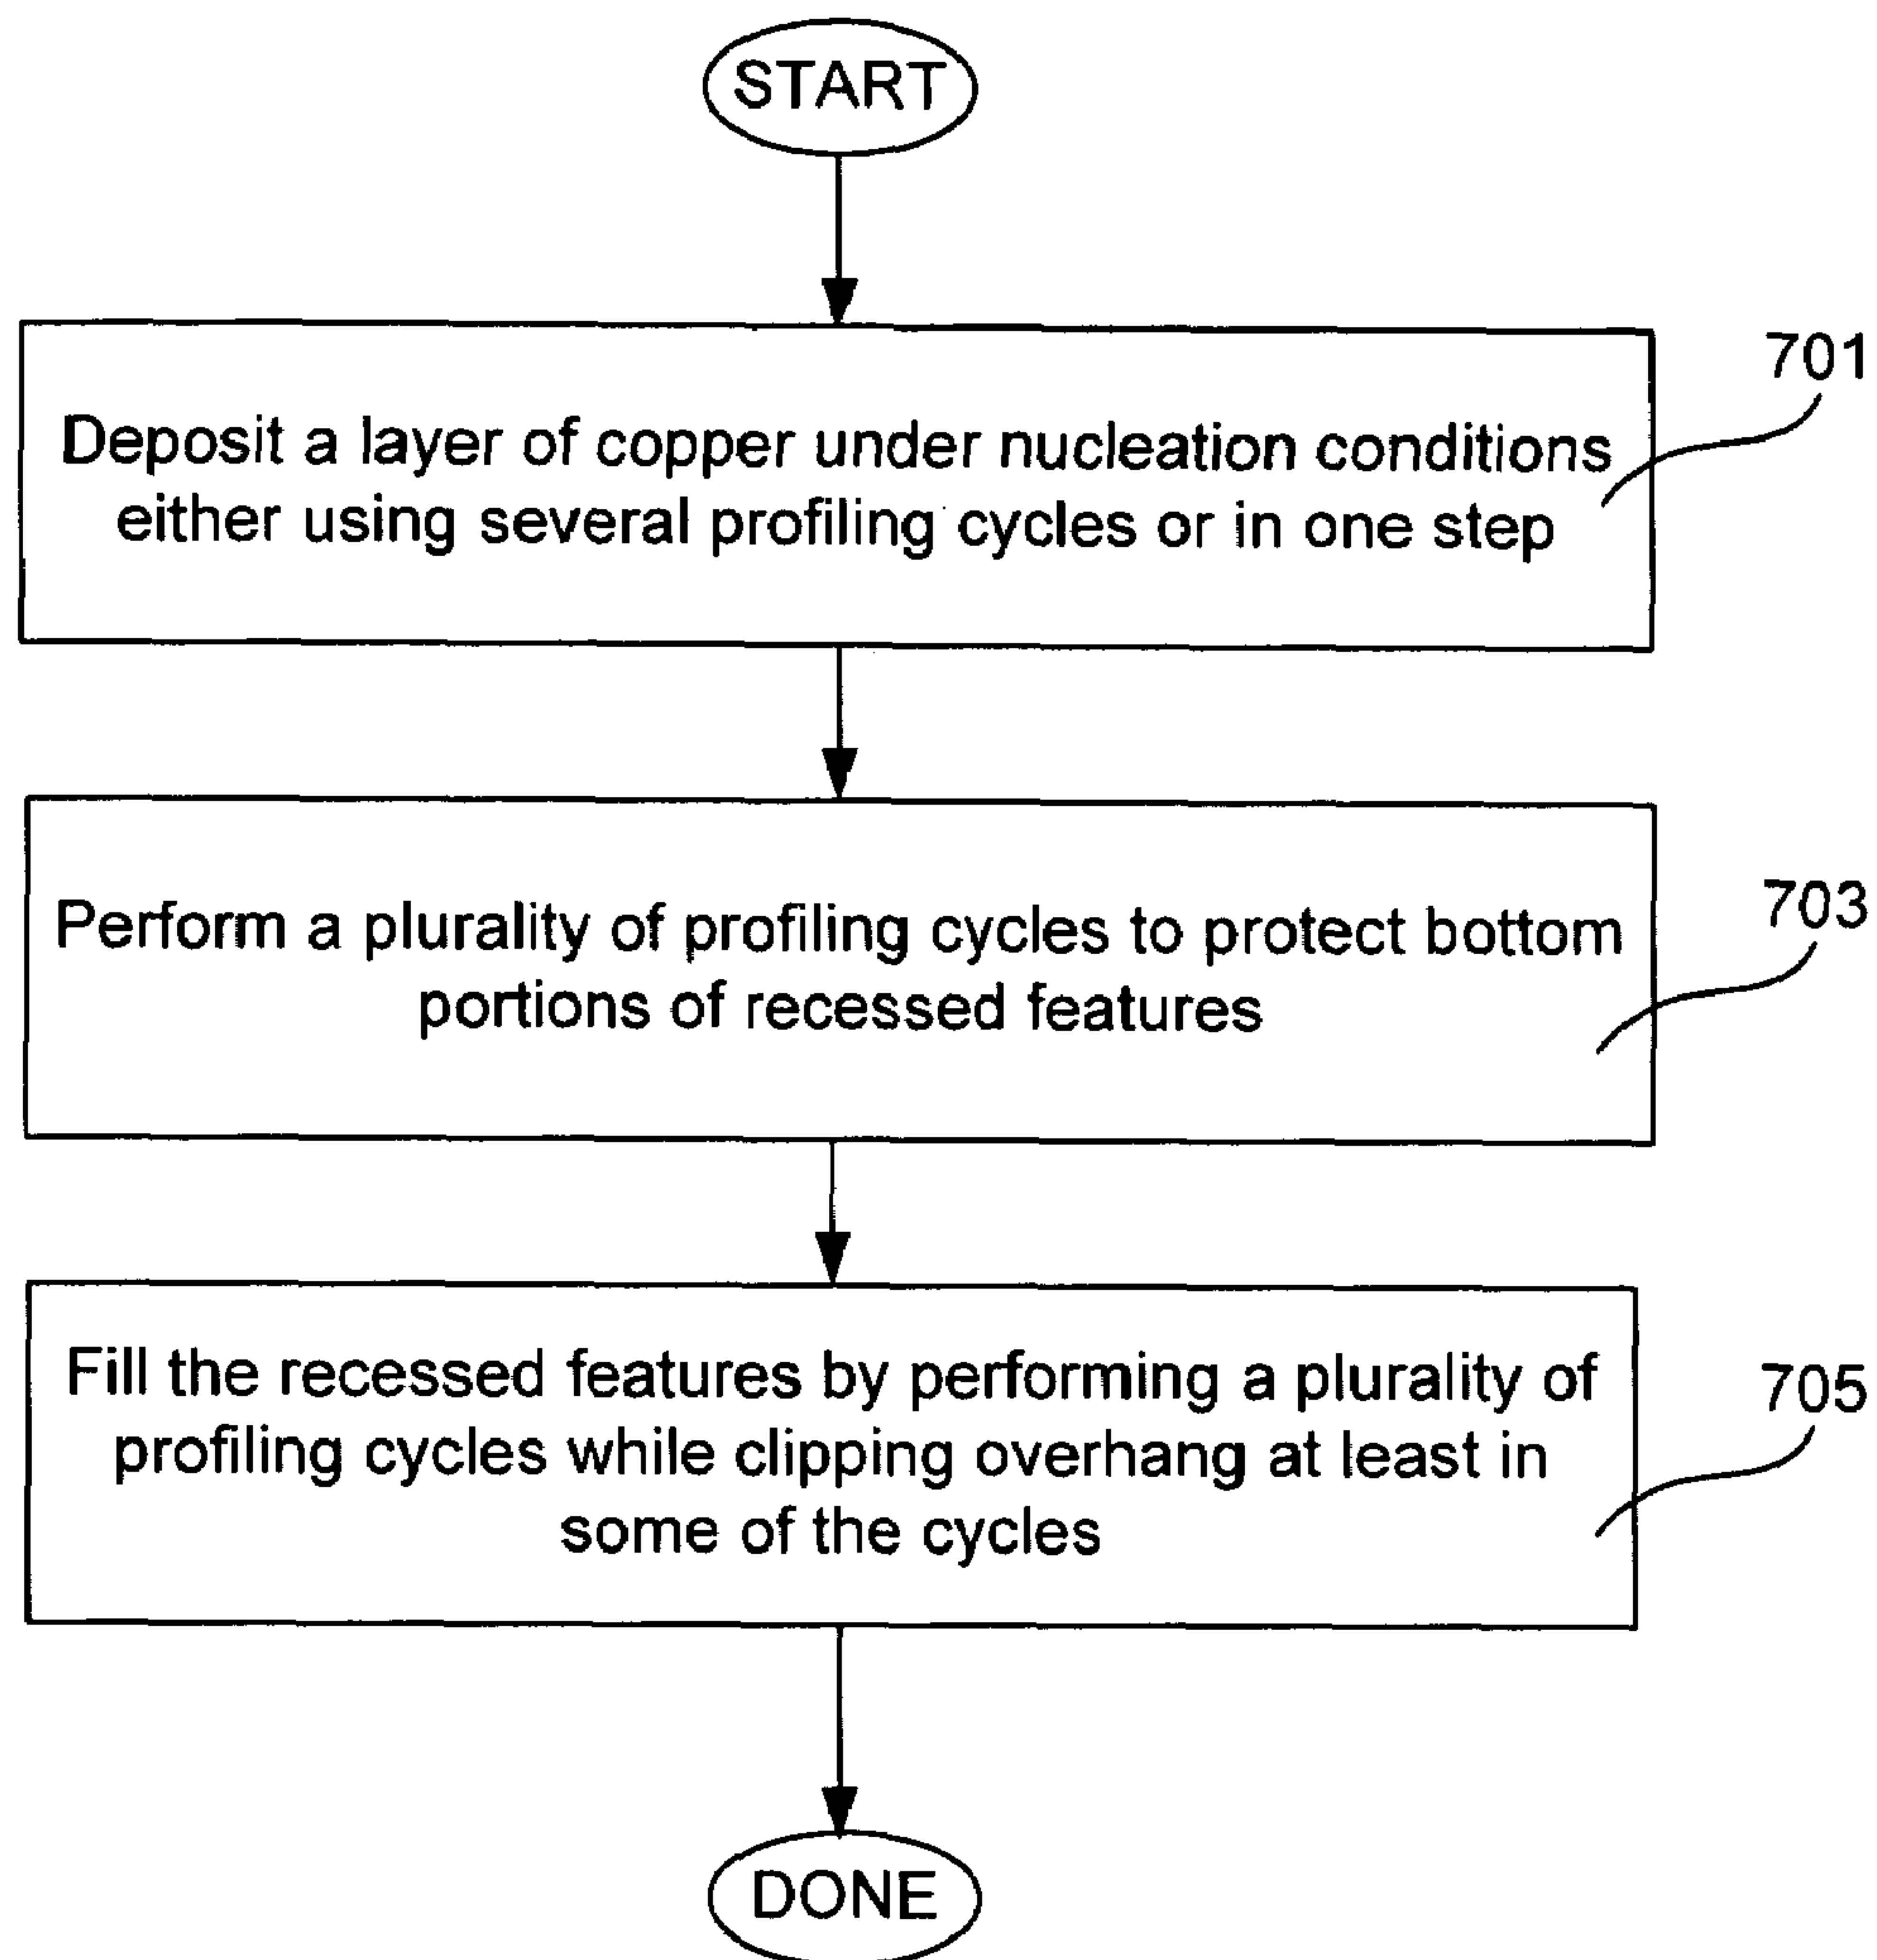 START
701
Deposit a layer of copper under nucleation conditions
either using several profiling cycles or in one step
703
Perform a plurality of profiling cycles to protect bottom
portions of recessed features
705
Fill the recessed features by performing a plurality of
profiling cycles while clipping overhang at least in
some of the cycles
DONE